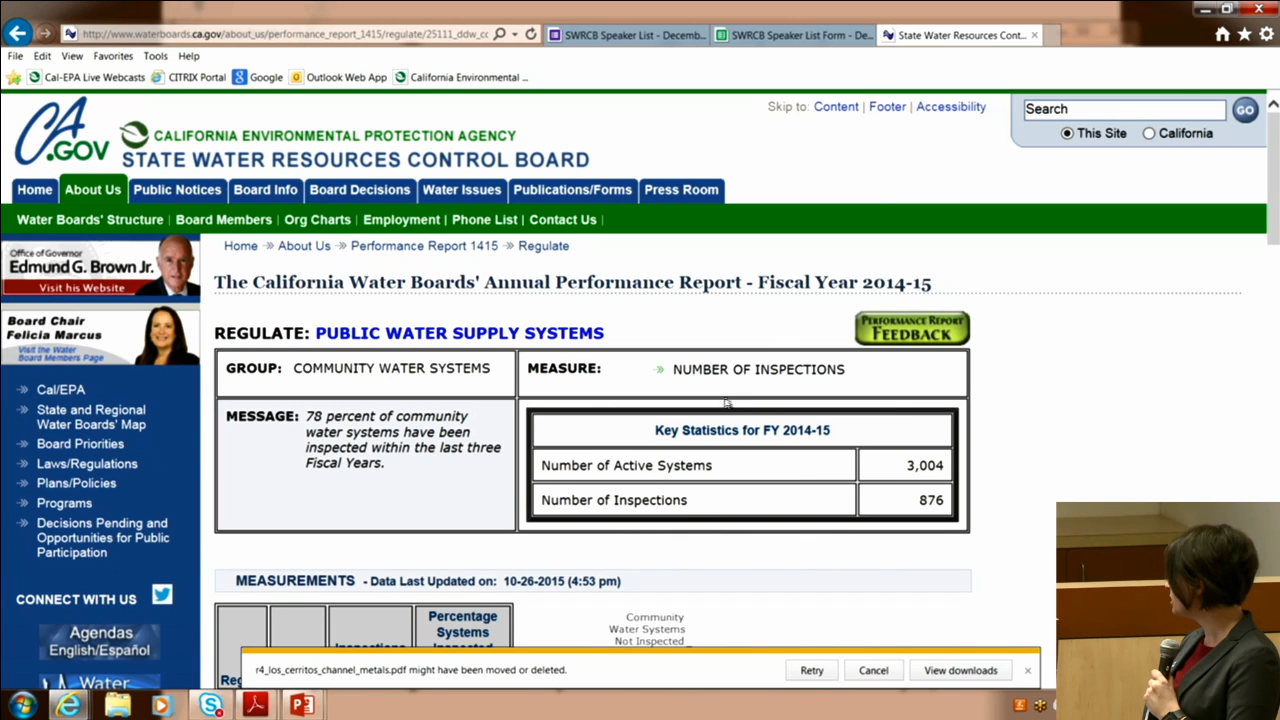 http://www.waterboards.ca.gov/about_us/performance_report_1415/regulate/25111_ddw_cc
SWRCB Speaker List - Decemb...
SWRCB Speaker List Form - De...
State Water Resources Cont...
File Edit View Favorites Tools Help
Cal-EPA Live Webcasts CITRIX Portal Google Outlook Web App California Environmental ...
Skip to: Content | Footer | Accessibility
Search
GO
This Site California
CA.GOV
CALIFORNIA ENVIRONMENTAL PROTECTION AGENCY
STATE WATER RESOURCES CONTROL BOARD
Home About Us Public Notices Board Info Board Decisions Water Issues Publications/Forms Press Room
Water Boards' Structure | Board Members | Org Charts | Employment | Phone List | Contact Us |
Office of Governor
Edmund G. Brown Jr.
Visit his Website
Board Chair
Felicia Marcus
Visit the Water
Board Members Page
Cal/EPA
State and Regional
Water Boards' Map
Board Priorities
Laws/Regulations
Plans/Policies
Programs
Decisions Pending and
Opportunities for Public
Participation
CONNECT WITH US
Agendas
English/Español
Water
Home » About Us » Performance Report 1415 » Regulate
The California Water Boards' Annual Performance Report - Fiscal Year 2014-15
REGULATE: PUBLIC WATER SUPPLY SYSTEMS
PERFORMANCE REPORT
FEEDBACK
GROUP: COMMUNITY WATER SYSTEMS
MEASURE: » NUMBER OF INSPECTIONS
MESSAGE: 78 percent of community
water systems have been
inspected within the last three
Fiscal Years.
Key Statistics for FY 2014-15
Number of Active Systems 3,004
Number of Inspections 876
MEASUREMENTS - Data Last Updated on: 10-26-2015 (4:53 pm)
Percentage
Systems
Community
Water Systems
Not Inspected
r4_los_cerritos_channel_metals.pdf might have been moved or deleted.
Retry Cancel View downloads